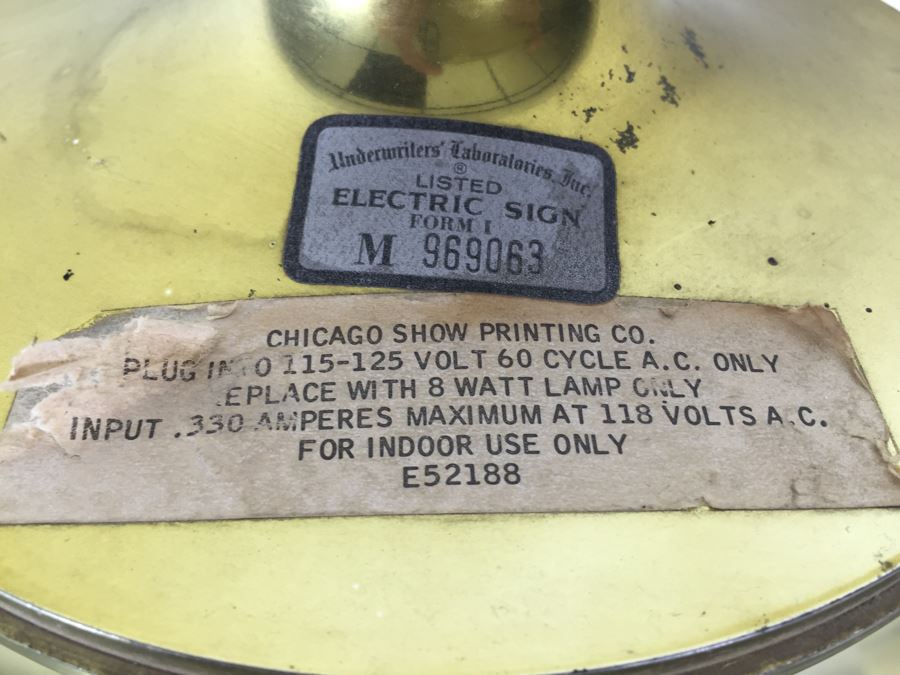 Underwriters' Laboratories, Inc.
®
LISTED
ELECTRIC SIGN
FORM I
M 969063
CHICAGO SHOW PRINTING CO.
PLUG INTO 115-125 VOLT 60 CYCLE A.C. ONLY
EPLACE WITH 8 WATT LAMP ONLY
INPUT .330 AMPERES MAXIMUM AT 118 VOLTS A.C.
FOR INDOOR USE ONLY
E52188